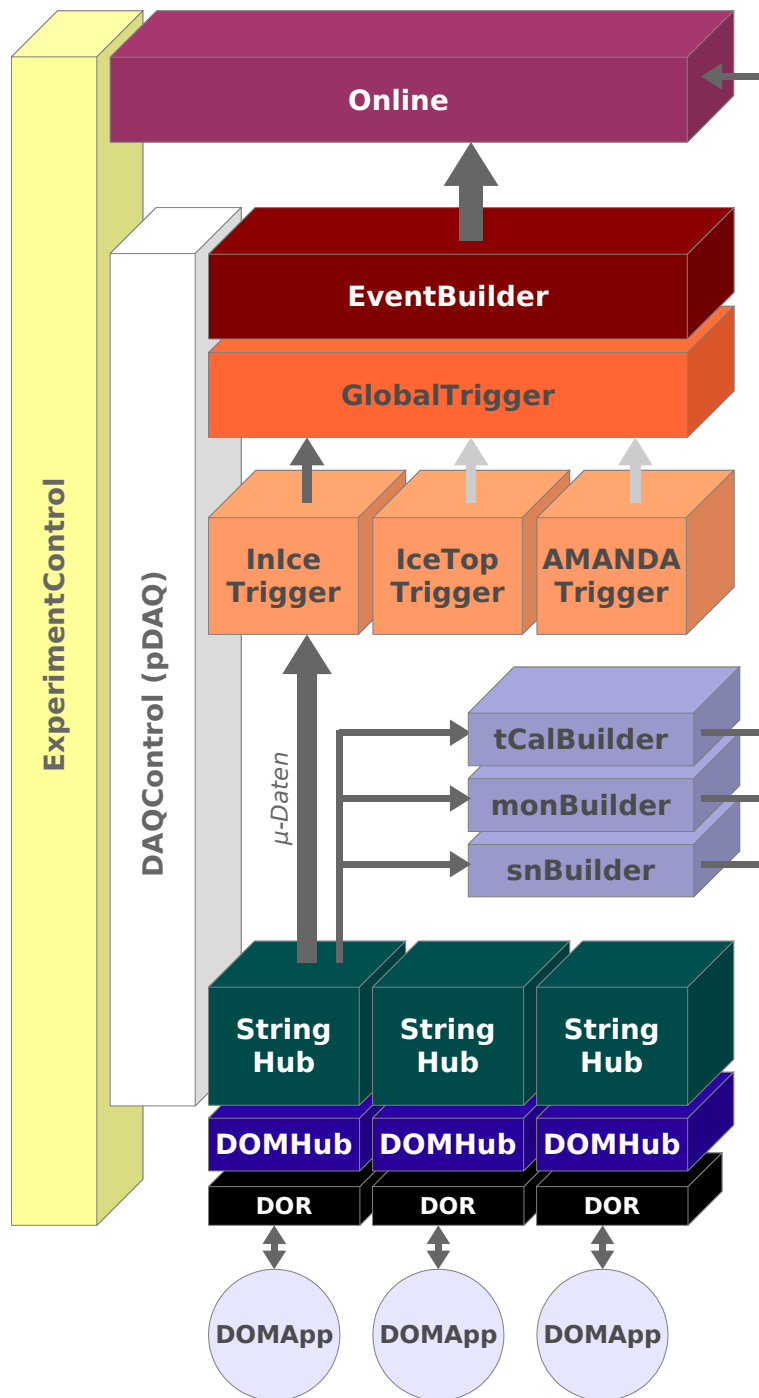 Online
EventBuilder
GlobalTrigger
InIce
Trigger
IceTop
Trigger
AMANDA
Trigger
ExperimentControl
DAQControl (pDAQ)
µ-Daten
tCalBuilder
monBuilder
snBuilder
String
Hub
String
Hub
String
Hub
DOMHub
DOMHub
DOMHub
DOR
DOR
DOR
DOMApp
DOMApp
DOMApp